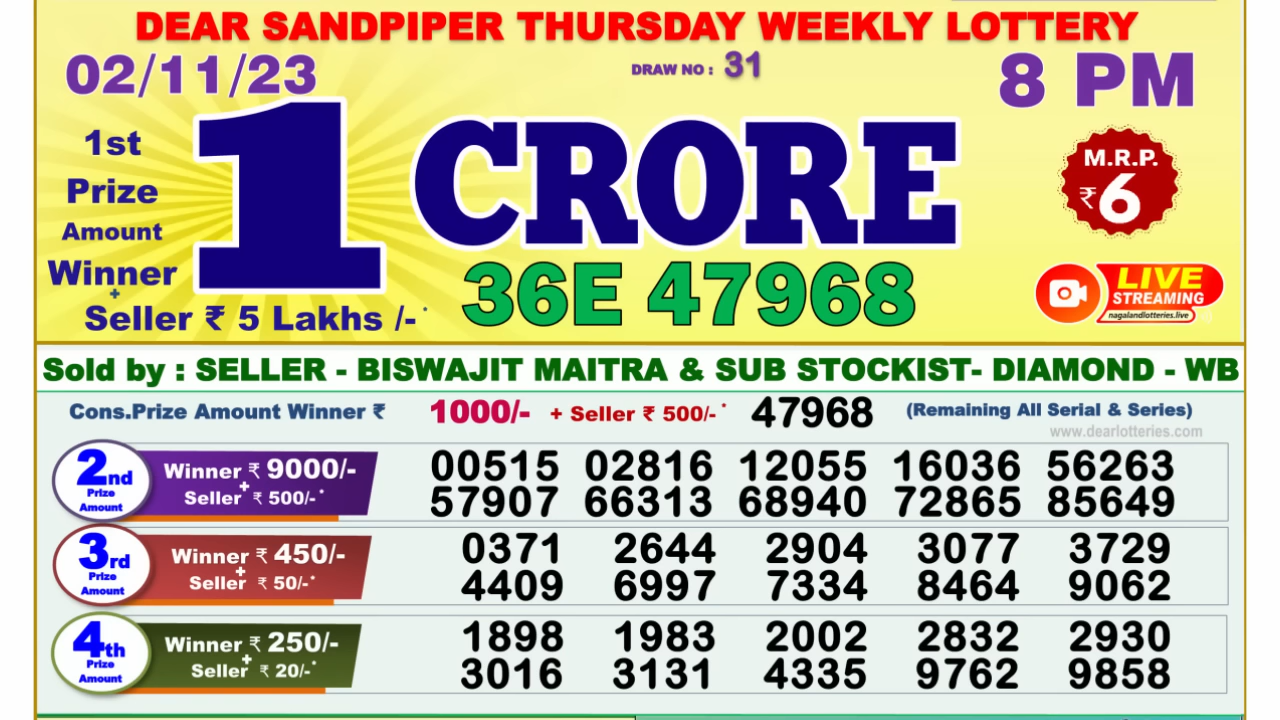 DEAR SANDPIPER THURSDAY WEEKLY LOTTERY
02/11/23
DRAW NO : 31
8 PM
1st
Prize
Amount
Winner
+
Seller ₹ 5 Lakhs /-*
1 CRORE
36E 47968
M.R.P.
₹6
LIVE
STREAMING
nagalandlotteries.live
Sold by : SELLER - BISWAJIT MAITRA & SUB STOCKIST- DIAMOND - WB
Cons.Prize Amount Winner ₹ 1000/- + Seller ₹ 500/-* 47968 (Remaining All Serial & Series)
www.dearlotteries.com
2nd
Prize
Amount
Winner ₹ 9000/-
+
Seller ₹ 500/-*
00515 02816 12055 16036 56263
57907 66313 68940 72865 85649
3rd
Prize
Amount
Winner ₹ 450/-
+
Seller ₹ 50/-*
0371 2644 2904 3077 3729
4409 6997 7334 8464 9062
4th
Prize
Amount
Winner ₹ 250/-
+
Seller ₹ 20/-*
1898 1983 2002 2832 2930
3016 3131 4335 9762 9858